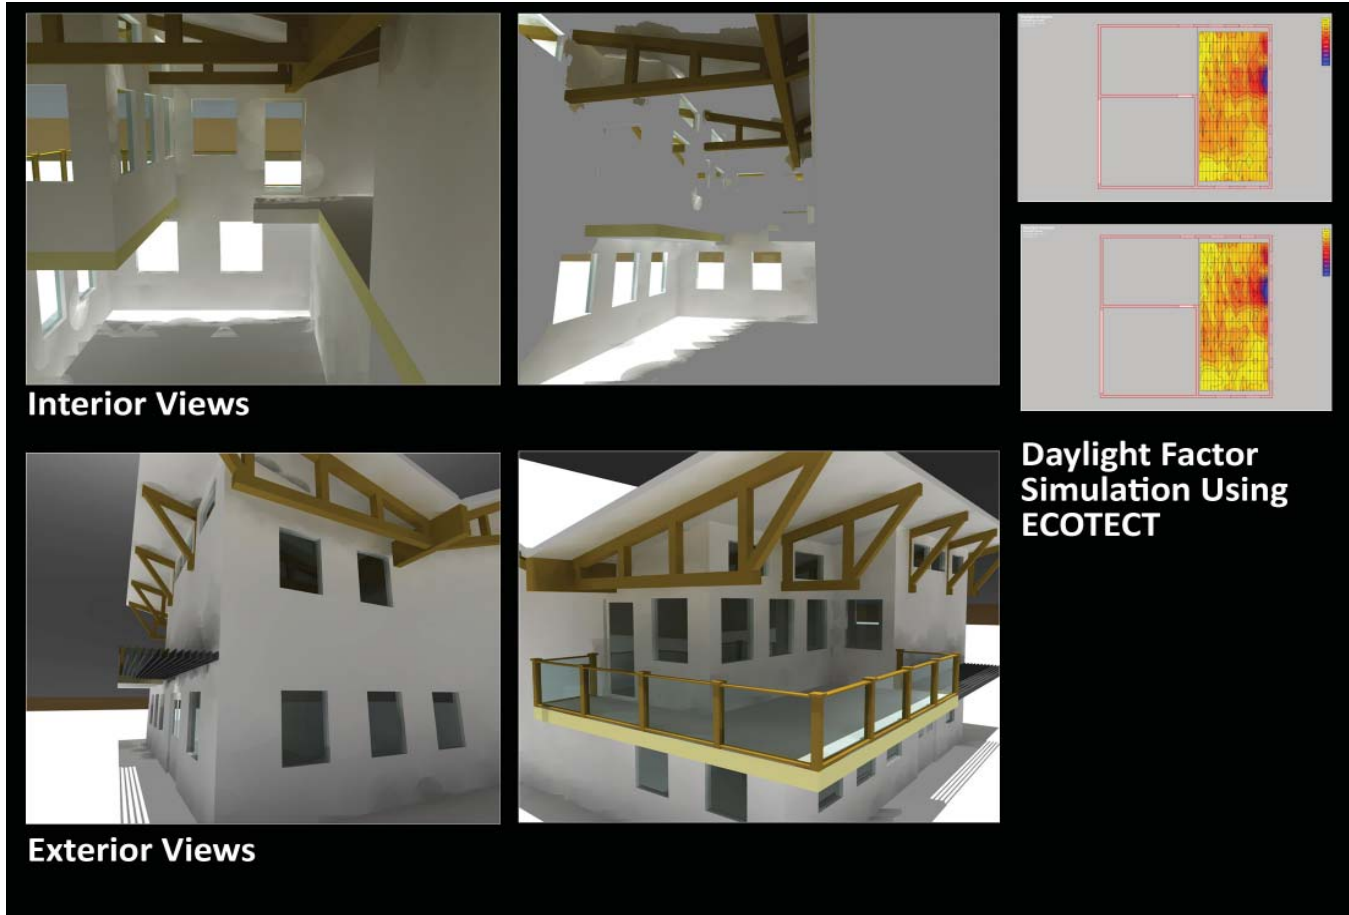 Interior Views
Exterior Views
Daylight Factor
Simulation Using
ECOTECT